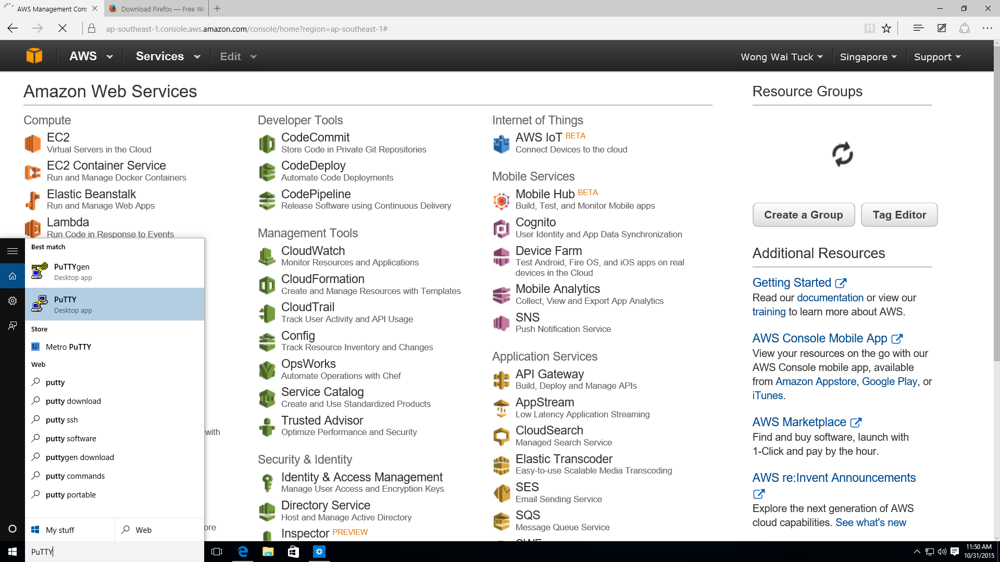 AWS Management Cons
Download Firefox — Free We
ap-southeast-1.console.aws.amazon.com/console/home?region=ap-southeast-1#
AWS
Services
Edit
Wong Wai Tuck
Singapore
Support
Amazon Web Services
Compute
EC2
Virtual Servers in the Cloud
EC2 Container Service
Run and Manage Docker Containers
Elastic Beanstalk
Run and Manage Web Apps
Lambda
Run Code in Response to Events
with
ore
Developer Tools
CodeCommit
Store Code in Private Git Repositories
CodeDeploy
Automate Code Deployments
CodePipeline
Release Software using Continuous Delivery
Management Tools
CloudWatch
Monitor Resources and Applications
CloudFormation
Create and Manage Resources with Templates
CloudTrail
Track User Activity and API Usage
Config
Track Resource Inventory and Changes
OpsWorks
Automate Operations with Chef
Service Catalog
Create and Use Standardized Products
Trusted Advisor
Optimize Performance and Security
Security & Identity
Identity & Access Management
Manage User Access and Encryption Keys
Directory Service
Host and Manage Active Directory
Inspector PREVIEW
Internet of Things
AWS IoT BETA
Connect Devices to the cloud
Mobile Services
Mobile Hub BETA
Build, Test, and Monitor Mobile apps
Cognito
User Identity and App Data Synchronization
Device Farm
Test Android, Fire OS, and iOS apps on real
devices in the Cloud
Mobile Analytics
Collect, View and Export App Analytics
SNS
Push Notification Service
Application Services
API Gateway
Build, Deploy and Manage APIs
AppStream
Low Latency Application Streaming
CloudSearch
Managed Search Service
Elastic Transcoder
Easy-to-use Scalable Media Transcoding
SES
Email Sending Service
SQS
Message Queue Service
SWF
Resource Groups
Create a Group
Tag Editor
Additional Resources
Getting Started
Read our documentation or view our
training to learn more about AWS.
AWS Console Mobile App
View your resources on the go with our
AWS Console mobile app, available
from Amazon Appstore, Google Play, or
iTunes.
AWS Marketplace
Find and buy software, launch with
1-Click and pay by the hour.
AWS re:Invent Announcements
Explore the next generation of AWS
cloud capabilities. See what's new
Best match
PuTTYgen
Desktop app
PuTTY
Desktop app
Store
Metro PuTTY
Web
putty
putty download
putty ssh
putty software
puttygen download
putty commands
putty portable
My stuff
Web
PuTTY
11:50 AM
10/31/2015